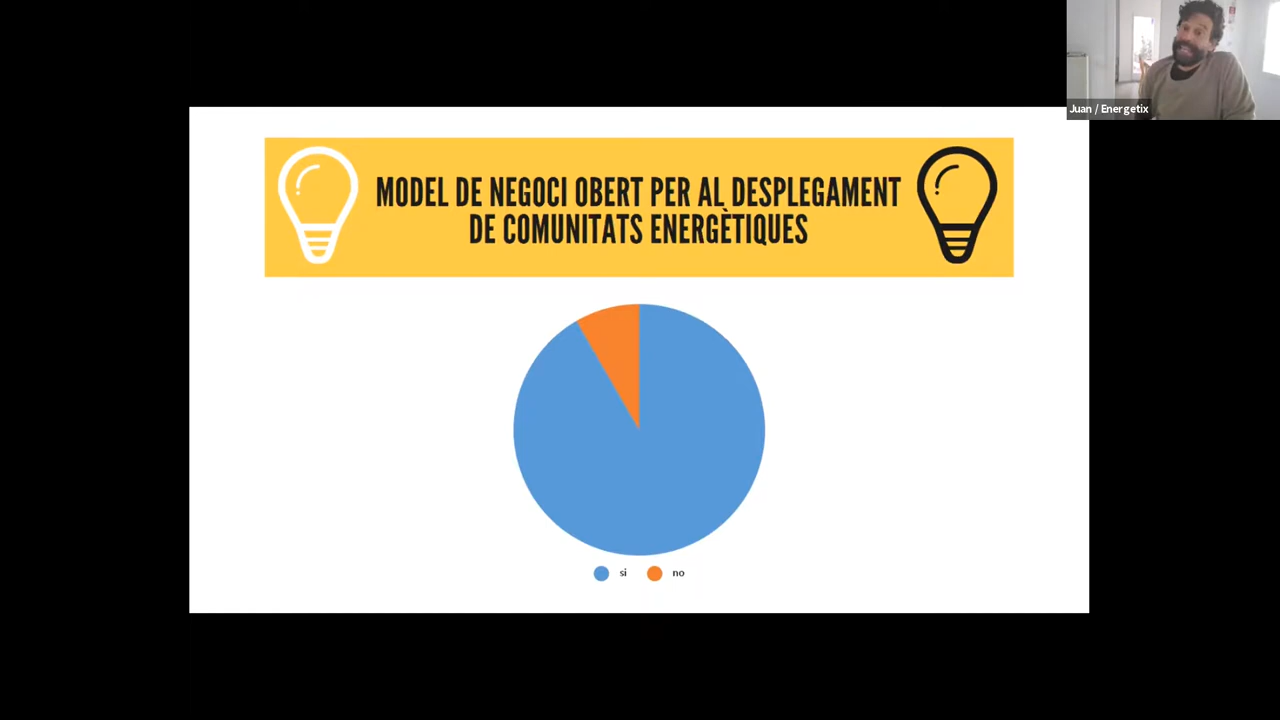 Juan / Energetix
MODEL DE NEGOCI OBERT PER AL DESPLEGAMENT
DE COMUNITATS ENERGÈTIQUES
si
no